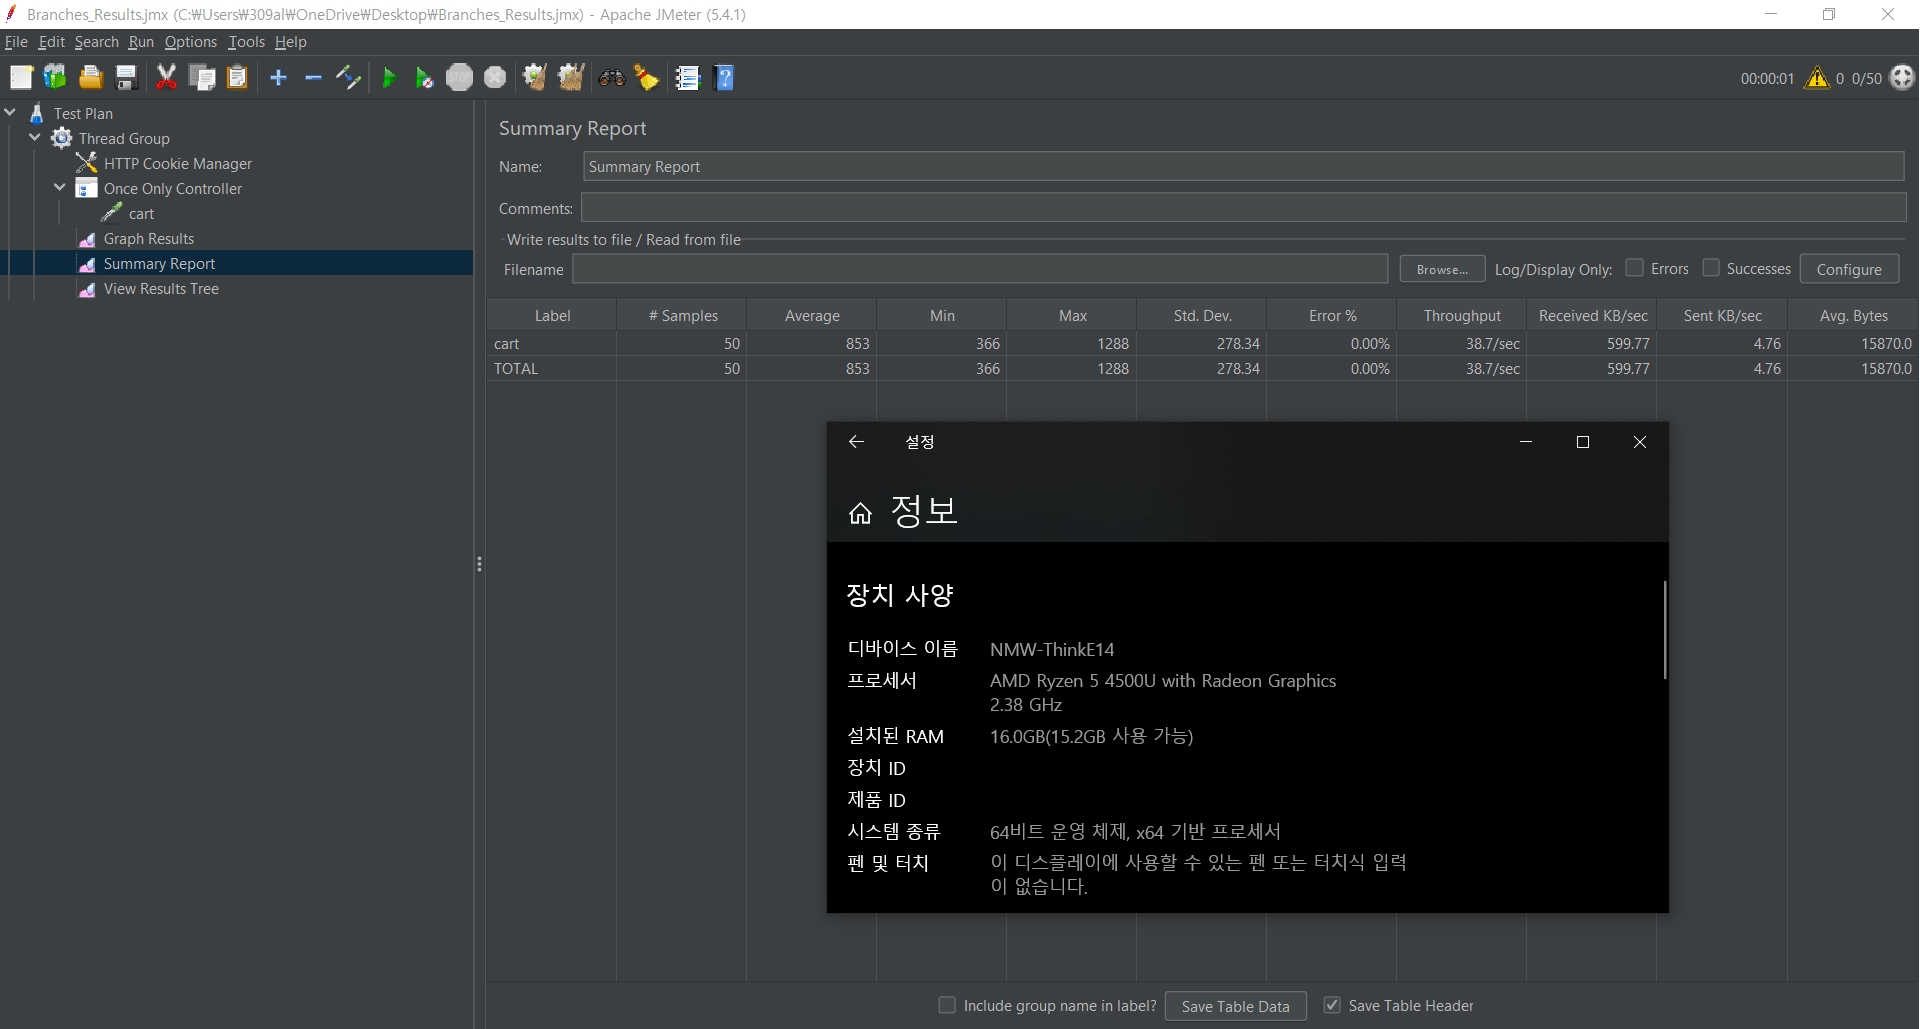 Branches_Results.jmx (C:₩Users₩309al₩OneDrive₩Desktop₩Branches_Results.jmx) - Apache JMeter (5.4.1)
File Edit Search Run Options Tools Help
STOP
00:00:01 0 0/50
Test Plan
Thread Group
HTTP Cookie Manager
Once Only Controller
cart
Graph Results
Summary Report
View Results Tree
Summary Report
Name: Summary Report
Comments:
Write results to file / Read from file
Filename Browse... Log/Display Only: Errors Successes Configure
Label # Samples Average Min Max Std. Dev. Error % Throughput Received KB/sec Sent KB/sec Avg. Bytes
cart 50 853 366 1288 278.34 0.00% 38.7/sec 599.77 4.76 15870.0
TOTAL 50 853 366 1288 278.34 0.00% 38.7/sec 599.77 4.76 15870.0
설정
정보
장치 사양
디바이스 이름 NMW-ThinkE14
프로세서 AMD Ryzen 5 4500U with Radeon Graphics
2.38 GHz
설치된 RAM 16.0GB(15.2GB 사용 가능)
장치 ID
제품 ID
시스템 종류 64비트 운영 체제, x64 기반 프로세서
펜 및 터치 이 디스플레이에 사용할 수 있는 펜 또는 터치식 입력
이 없습니다.
Include group name in label? Save Table Data Save Table Header